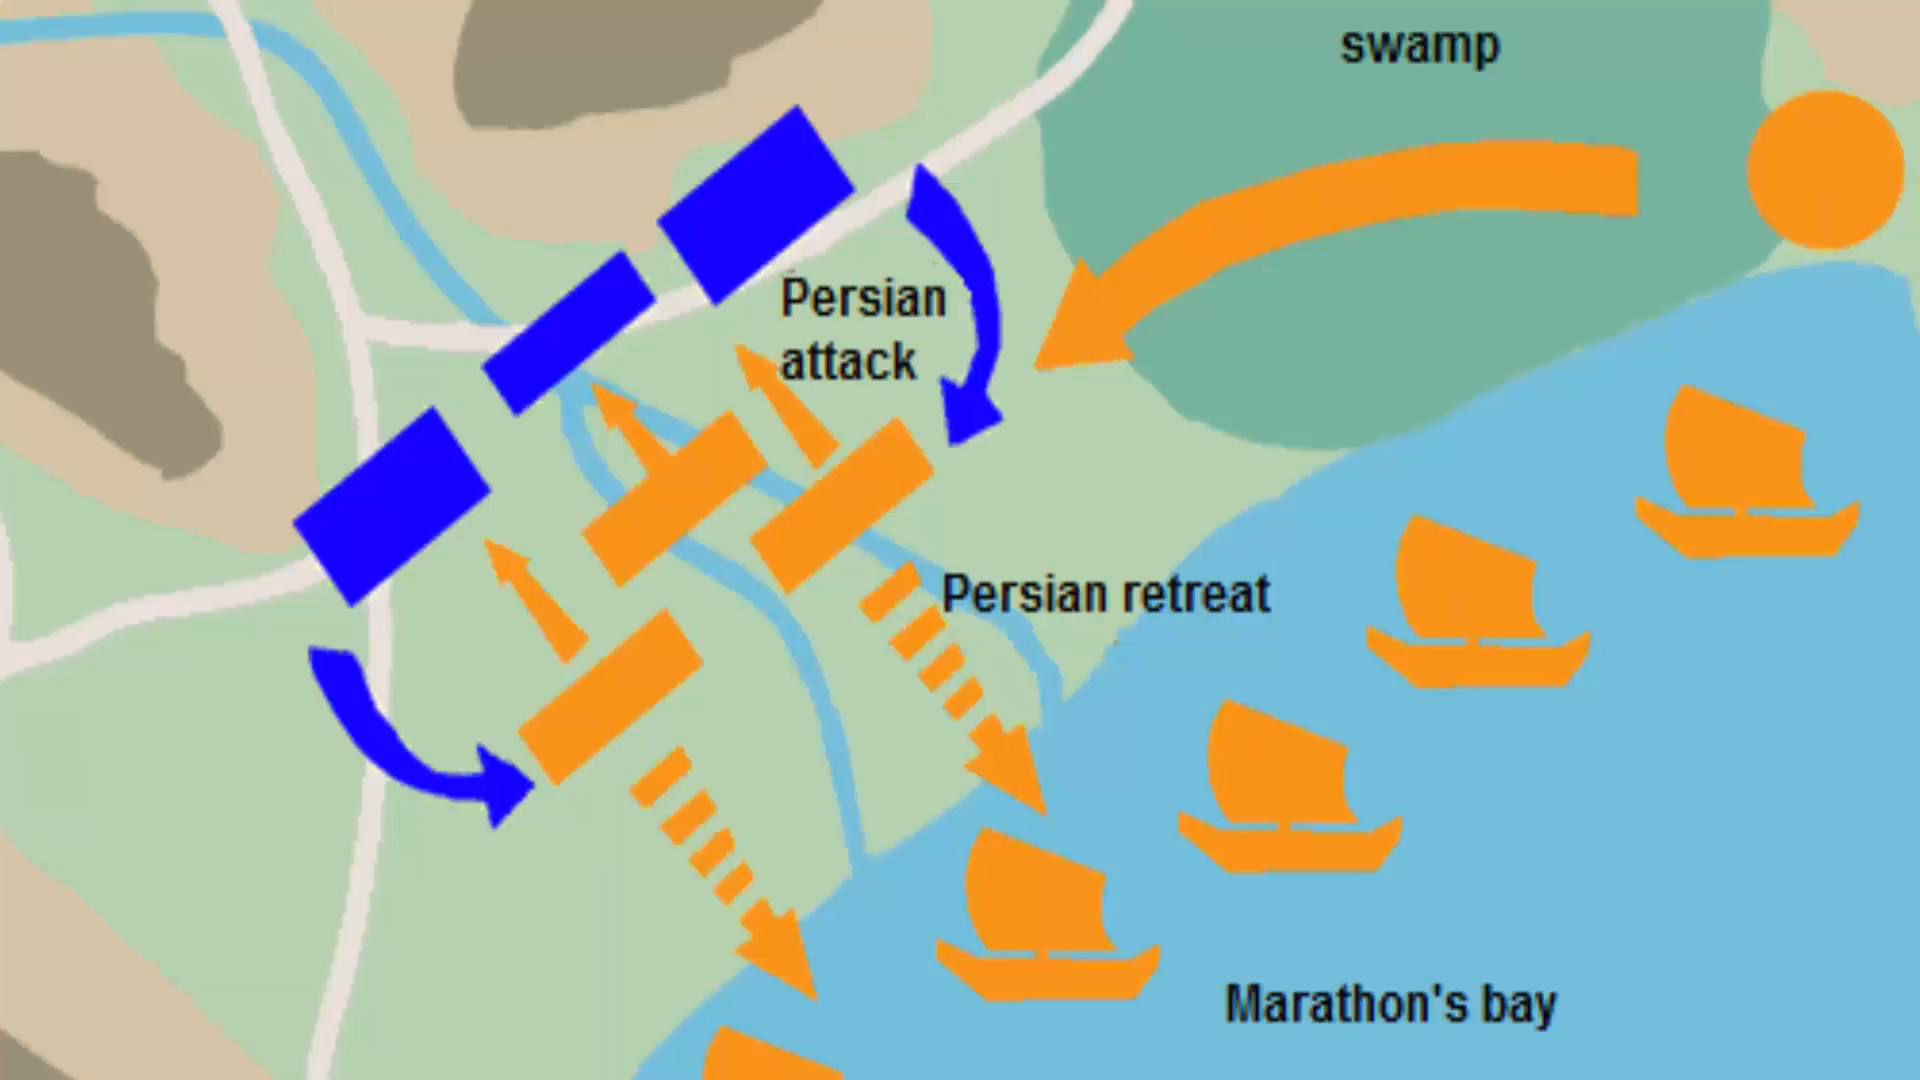 swamp
Persian
attack
Persian retreat
Marathon's bay